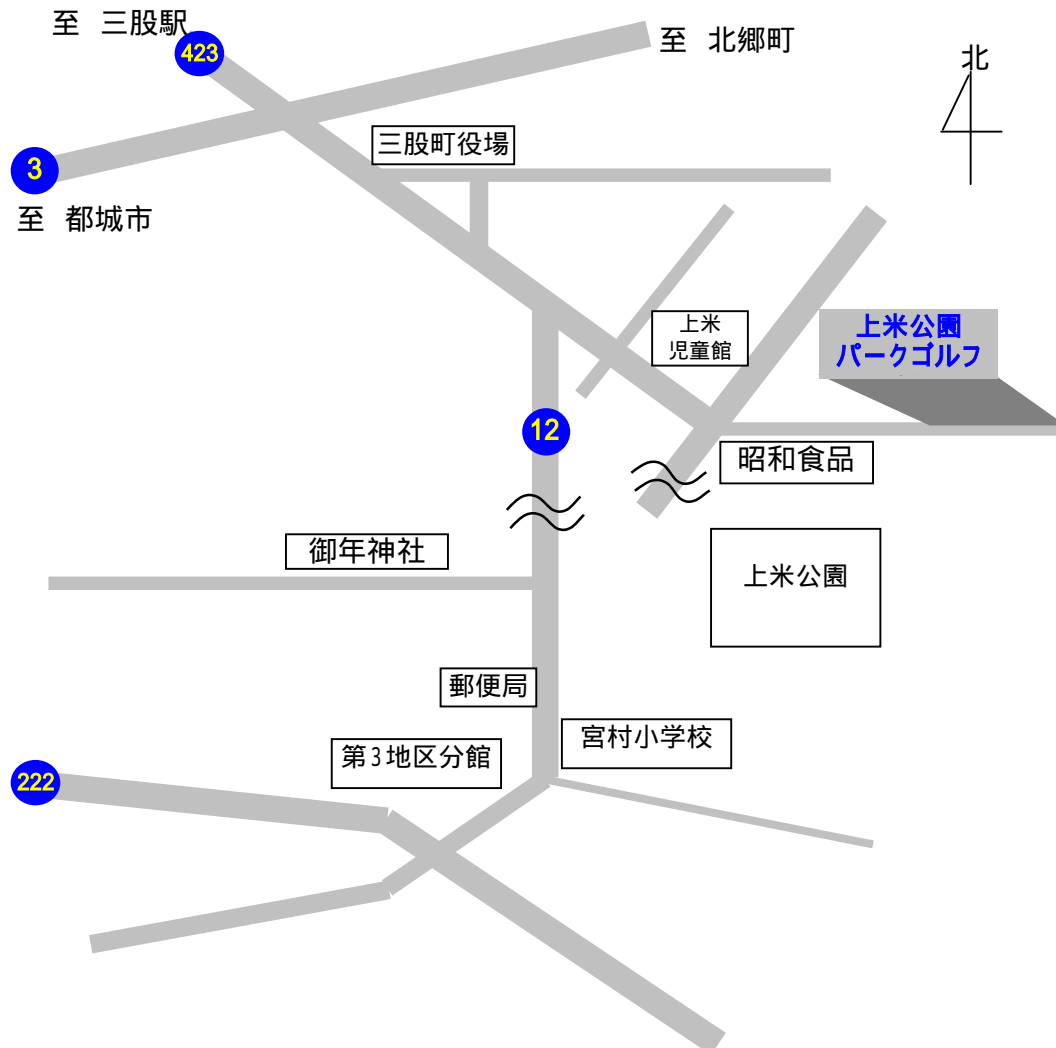 至 三股駅
423
至 北郷町
北
三股町役場
3
至 都城市
上米
児童館
上米公園
パークゴルフ
12
昭和食品
御年神社
上米公園
郵便局
宮村小学校
第3地区分館
222